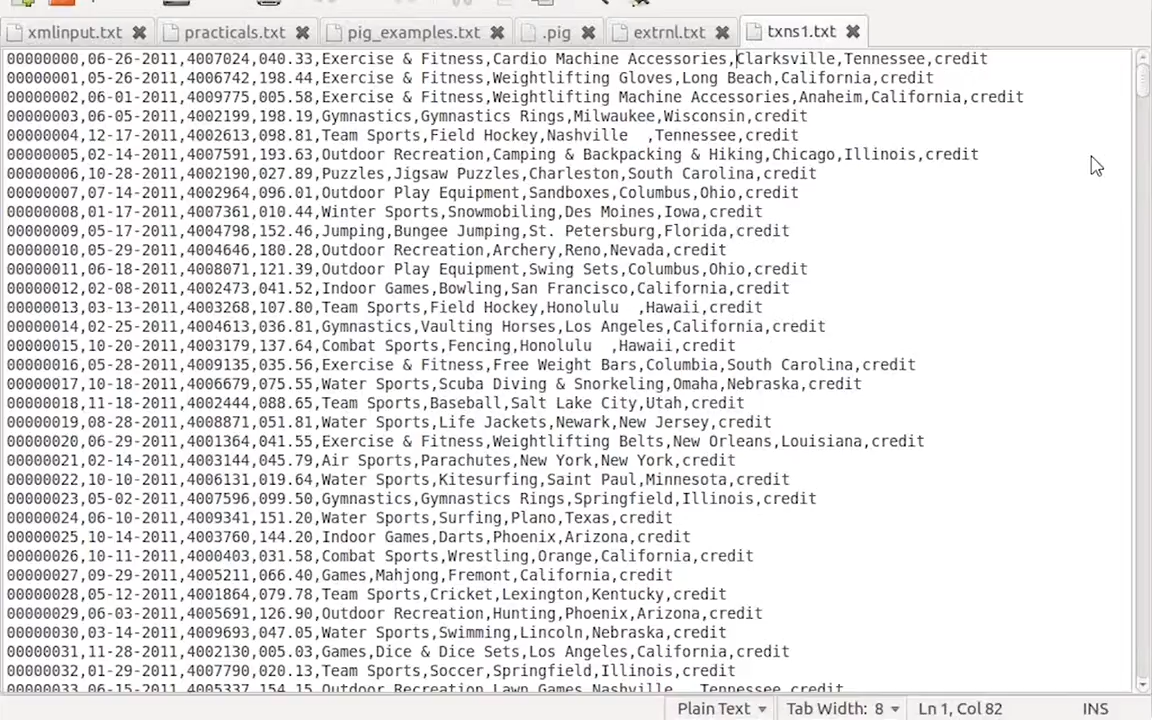 xmlinput.txt practicals.txt pig_examples.txt .pig extrnl.txt txns1.txt
00000000,06-26-2011,4007024,040.33,Exercise & Fitness,Cardio Machine Accessories,Clarksville,Tennessee,credit
00000001,05-26-2011,4006742,198.44,Exercise & Fitness,Weightlifting Gloves,Long Beach,California,credit
00000002,06-01-2011,4009775,005.58,Exercise & Fitness,Weightlifting Machine Accessories,Anaheim,California,credit
00000003,06-05-2011,4002199,198.19,Gymnastics,Gymnastics Rings,Milwaukee,Wisconsin,credit
00000004,12-17-2011,4002613,098.81,Team Sports,Field Hockey,Nashville  ,Tennessee,credit
00000005,02-14-2011,4007591,193.63,Outdoor Recreation,Camping & Backpacking & Hiking,Chicago,Illinois,credit
00000006,10-28-2011,4002190,027.89,Puzzles,Jigsaw Puzzles,Charleston,South Carolina,credit
00000007,07-14-2011,4002964,096.01,Outdoor Play Equipment,Sandboxes,Columbus,Ohio,credit
00000008,01-17-2011,4007361,010.44,Winter Sports,Snowmobiling,Des Moines,Iowa,credit
00000009,05-17-2011,4004798,152.46,Jumping,Bungee Jumping,St. Petersburg,Florida,credit
00000010,05-29-2011,4004646,180.28,Outdoor Recreation,Archery,Reno,Nevada,credit
00000011,06-18-2011,4008071,121.39,Outdoor Play Equipment,Swing Sets,Columbus,Ohio,credit
00000012,02-08-2011,4002473,041.52,Indoor Games,Bowling,San Francisco,California,credit
00000013,03-13-2011,4003268,107.80,Team Sports,Field Hockey,Honolulu  ,Hawaii,credit
00000014,02-25-2011,4004613,036.81,Gymnastics,Vaulting Horses,Los Angeles,California,credit
00000015,10-20-2011,4003179,137.64,Combat Sports,Fencing,Honolulu  ,Hawaii,credit
00000016,05-28-2011,4009135,035.56,Exercise & Fitness,Free Weight Bars,Columbia,South Carolina,credit
00000017,10-18-2011,4006679,075.55,Water Sports,Scuba Diving & Snorkeling,Omaha,Nebraska,credit
00000018,11-18-2011,4002444,088.65,Team Sports,Baseball,Salt Lake City,Utah,credit
00000019,08-28-2011,4008871,051.81,Water Sports,Life Jackets,Newark,New Jersey,credit
00000020,06-29-2011,4001364,041.55,Exercise & Fitness,Weightlifting Belts,New Orleans,Louisiana,credit
00000021,02-14-2011,4003144,045.79,Air Sports,Parachutes,New York,New York,credit
00000022,10-10-2011,4006131,019.64,Water Sports,Kitesurfing,Saint Paul,Minnesota,credit
00000023,05-02-2011,4007596,099.50,Gymnastics,Gymnastics Rings,Springfield,Illinois,credit
00000024,06-10-2011,4009341,151.20,Water Sports,Surfing,Plano,Texas,credit
00000025,10-14-2011,4003760,144.20,Indoor Games,Darts,Phoenix,Arizona,credit
00000026,10-11-2011,4000403,031.58,Combat Sports,Wrestling,Orange,California,credit
00000027,09-29-2011,4005211,066.40,Games,Mahjong,Fremont,California,credit
00000028,05-12-2011,4001864,079.78,Team Sports,Cricket,Lexington,Kentucky,credit
00000029,06-03-2011,4005691,126.90,Outdoor Recreation,Hunting,Phoenix,Arizona,credit
00000030,03-14-2011,4009693,047.05,Water Sports,Swimming,Lincoln,Nebraska,credit
00000031,11-28-2011,4002130,005.03,Games,Dice & Dice Sets,Los Angeles,California,credit
00000032,01-29-2011,4007790,020.13,Team Sports,Soccer,Springfield,Illinois,credit
00000033,06-15-2011,4005337,154.15,Outdoor Recreation,Lawn Games,Nashville  ,Tennessee,credit
Plain Text Tab Width: 8 Ln 1, Col 82 INS